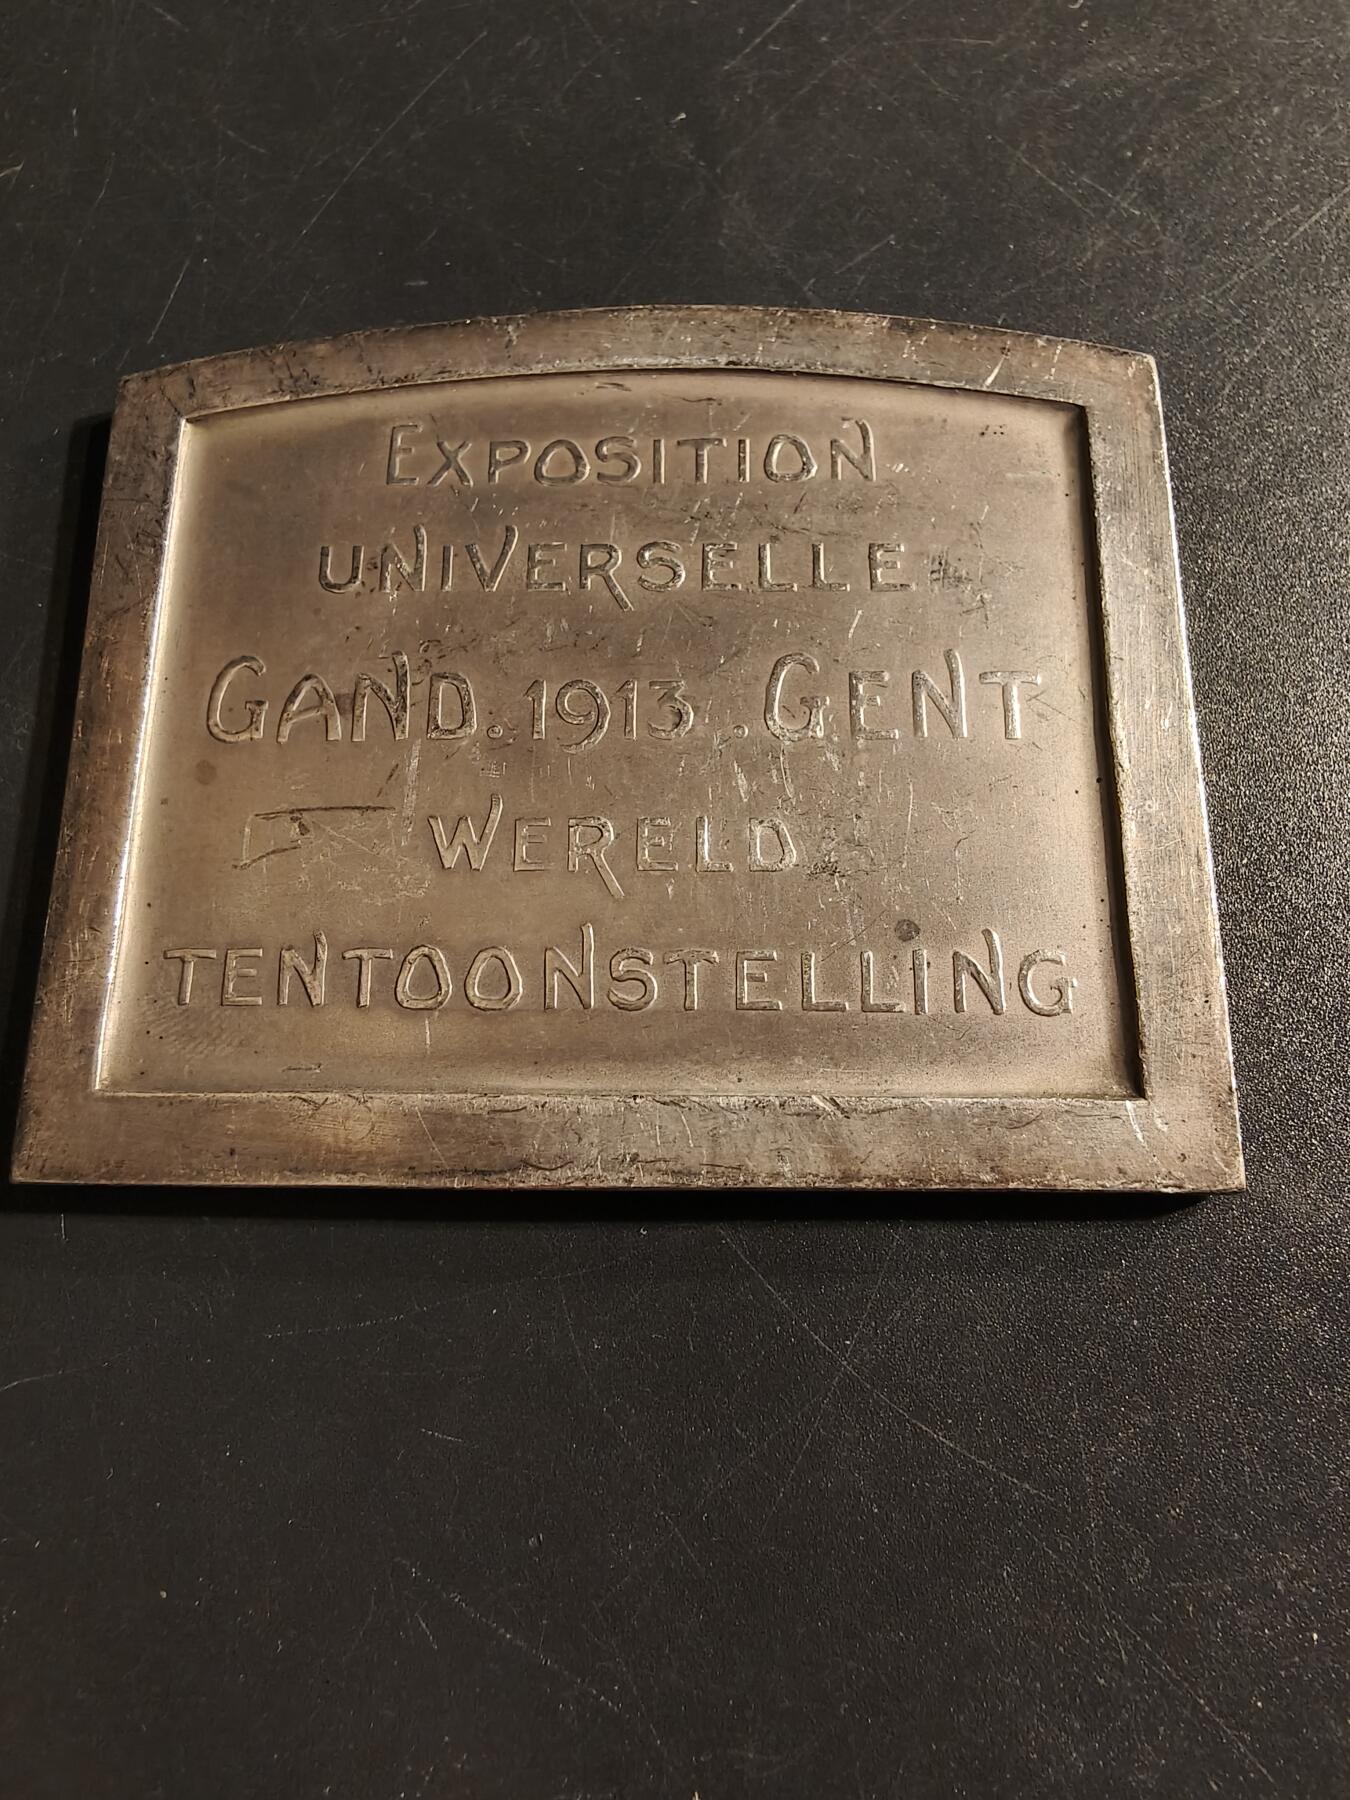 EXPOSITION
UNIVERSELLE
GAND. 1913 . GENT
WERELD
TENTOONSTELLING